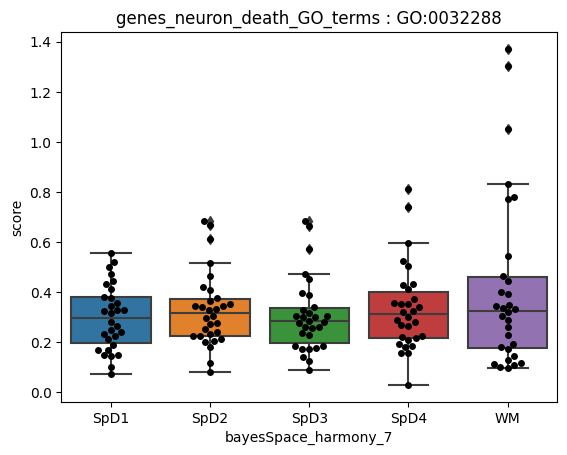 genes_neuron_death_GO_terms : GO:0032288
1.4
1.2
1.0
0.8
0.6
0.4
0.2
0.0
score
SpD1 SpD2 SpD3 SpD4 WM
bayesSpace_harmony_7